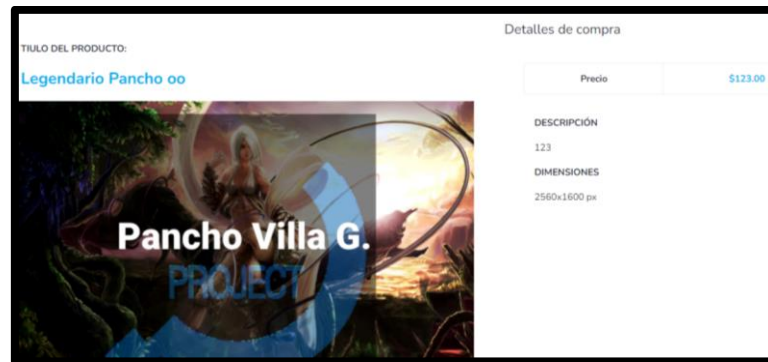 Detalles de compra
TIULO DEL PRODUCTO:
Legendario Pancho oo
Precio $123.00
DESCRIPCIÓN
123
DIMENSIONES
2560x1600 px
Pancho Villa G.
PROJECT